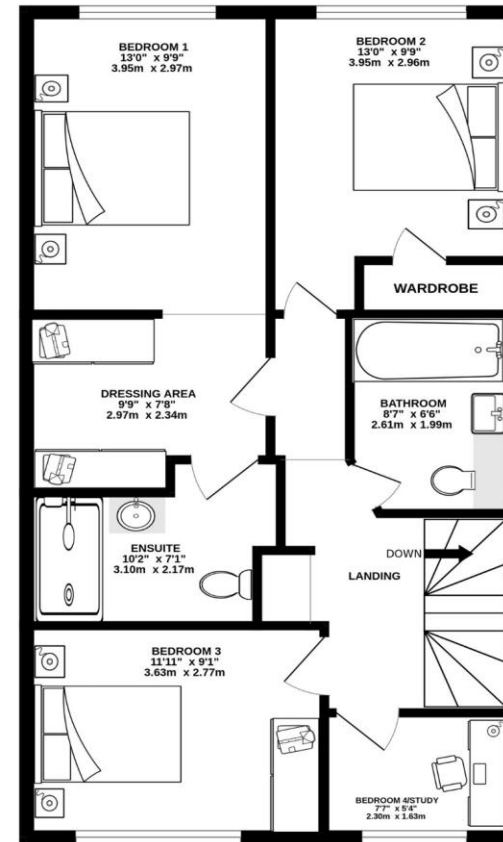 BEDROOM 1
13'0" x 9'9"
3.95m x 2.97m
BEDROOM 2
13'0" x 9'9"
3.95m x 2.96m
WARDROBE
DRESSING AREA
9'9" x 7'8"
2.97m x 2.34m
BATHROOM
8'7" x 6'6"
2.61m x 1.99m
ENSUITE
10'2" x 7'1"
3.10m x 2.17m
DOWN
LANDING
BEDROOM 3
11'11" x 9'1"
3.63m x 2.77m
BEDROOM 4/STUDY
7'7" x 5'4"
2.30m x 1.63m